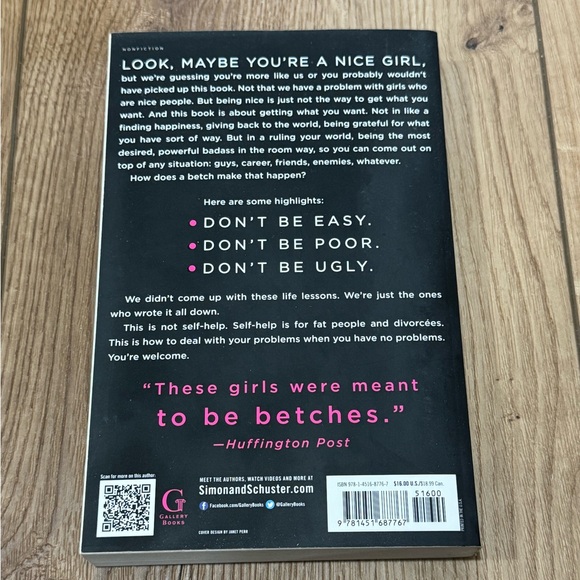 NONFICTION
LOOK, MAYBE YOU'RE A NICE GIRL,
but we're guessing you're more like us or you probably wouldn't
have picked up this book. Not that we have a problem with girls who
are nice people. But being nice is just not the way to get what you
want. And this book is about getting what you want. Not in like a
finding happiness, giving back to the world, being grateful for what
you have sort of way. But in a ruling your world, being the most
desired, powerful badass in the room way, so you can come out on
top of any situation: guys, career, friends, enemies, whatever.
How does a betch make that happen?
Here are some highlights:
• DON'T BE EASY.
• DON'T BE POOR.
• DON'T BE UGLY.
We didn't come up with these life lessons. We're just the ones
who wrote it all down.
This is not self-help. Self-help is for fat people and divorcées.
This is how to deal with your problems when you have no problems.
You're welcome.
“These girls were meant
to be betches.”
—Huffington Post
Scan for more on this author.
G
GALLERY
BOOKS
MEET THE AUTHORS, WATCH VIDEOS AND MORE AT
SimonandSchuster.com
Facebook.com/GalleryBooks @GalleryBooks
COVER DESIGN BY JANET PERR
ISBN 978-1-4516-8776-7 $16.00 U.S./$18.99 Can.
51600
9 781451 687767